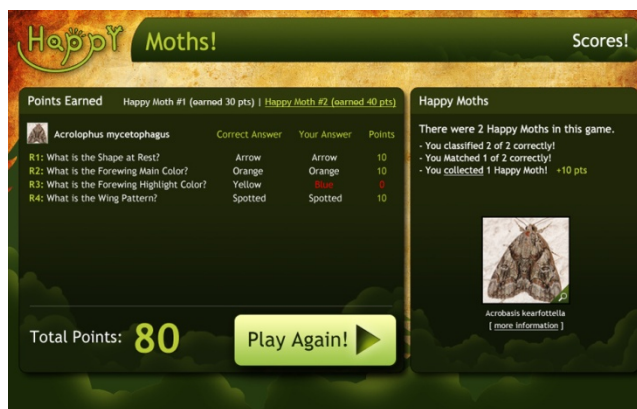 HappY Moths!
Scores!
Points Earned
Happy Moth #1 (earned 30 pts) | Happy Moth #2 (earned 40 pts)
Acrolophus mycetophagus Correct Answer Your Answer Points
R1: What is the Shape at Rest? Arrow Arrow 10
R2: What is the Forewing Main Color? Orange Orange 10
R3: What is the Forewing Highlight Color? Yellow Blue 0
R4: What is the Wing Pattern? Spotted Spotted 10
Total Points: 80
Play Again!
Happy Moths
There were 2 Happy Moths in this game.
- You classified 2 of 2 correctly!
- You Matched 1 of 2 correctly!
- You collected 1 Happy Moth! +10 pts
Acrobasis kearfottella
[ more information ]